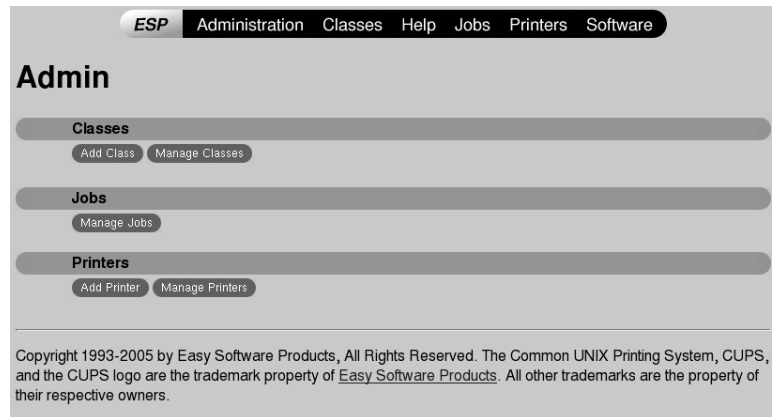 ESP Administration Classes Help Jobs Printers Software
Admin
Classes
Add Class Manage Classes
Jobs
Manage Jobs
Printers
Add Printer Manage Printers
Copyright 1993-2005 by Easy Software Products, All Rights Reserved. The Common UNIX Printing System, CUPS,
and the CUPS logo are the trademark property of Easy Software Products. All other trademarks are the property of
their respective owners.